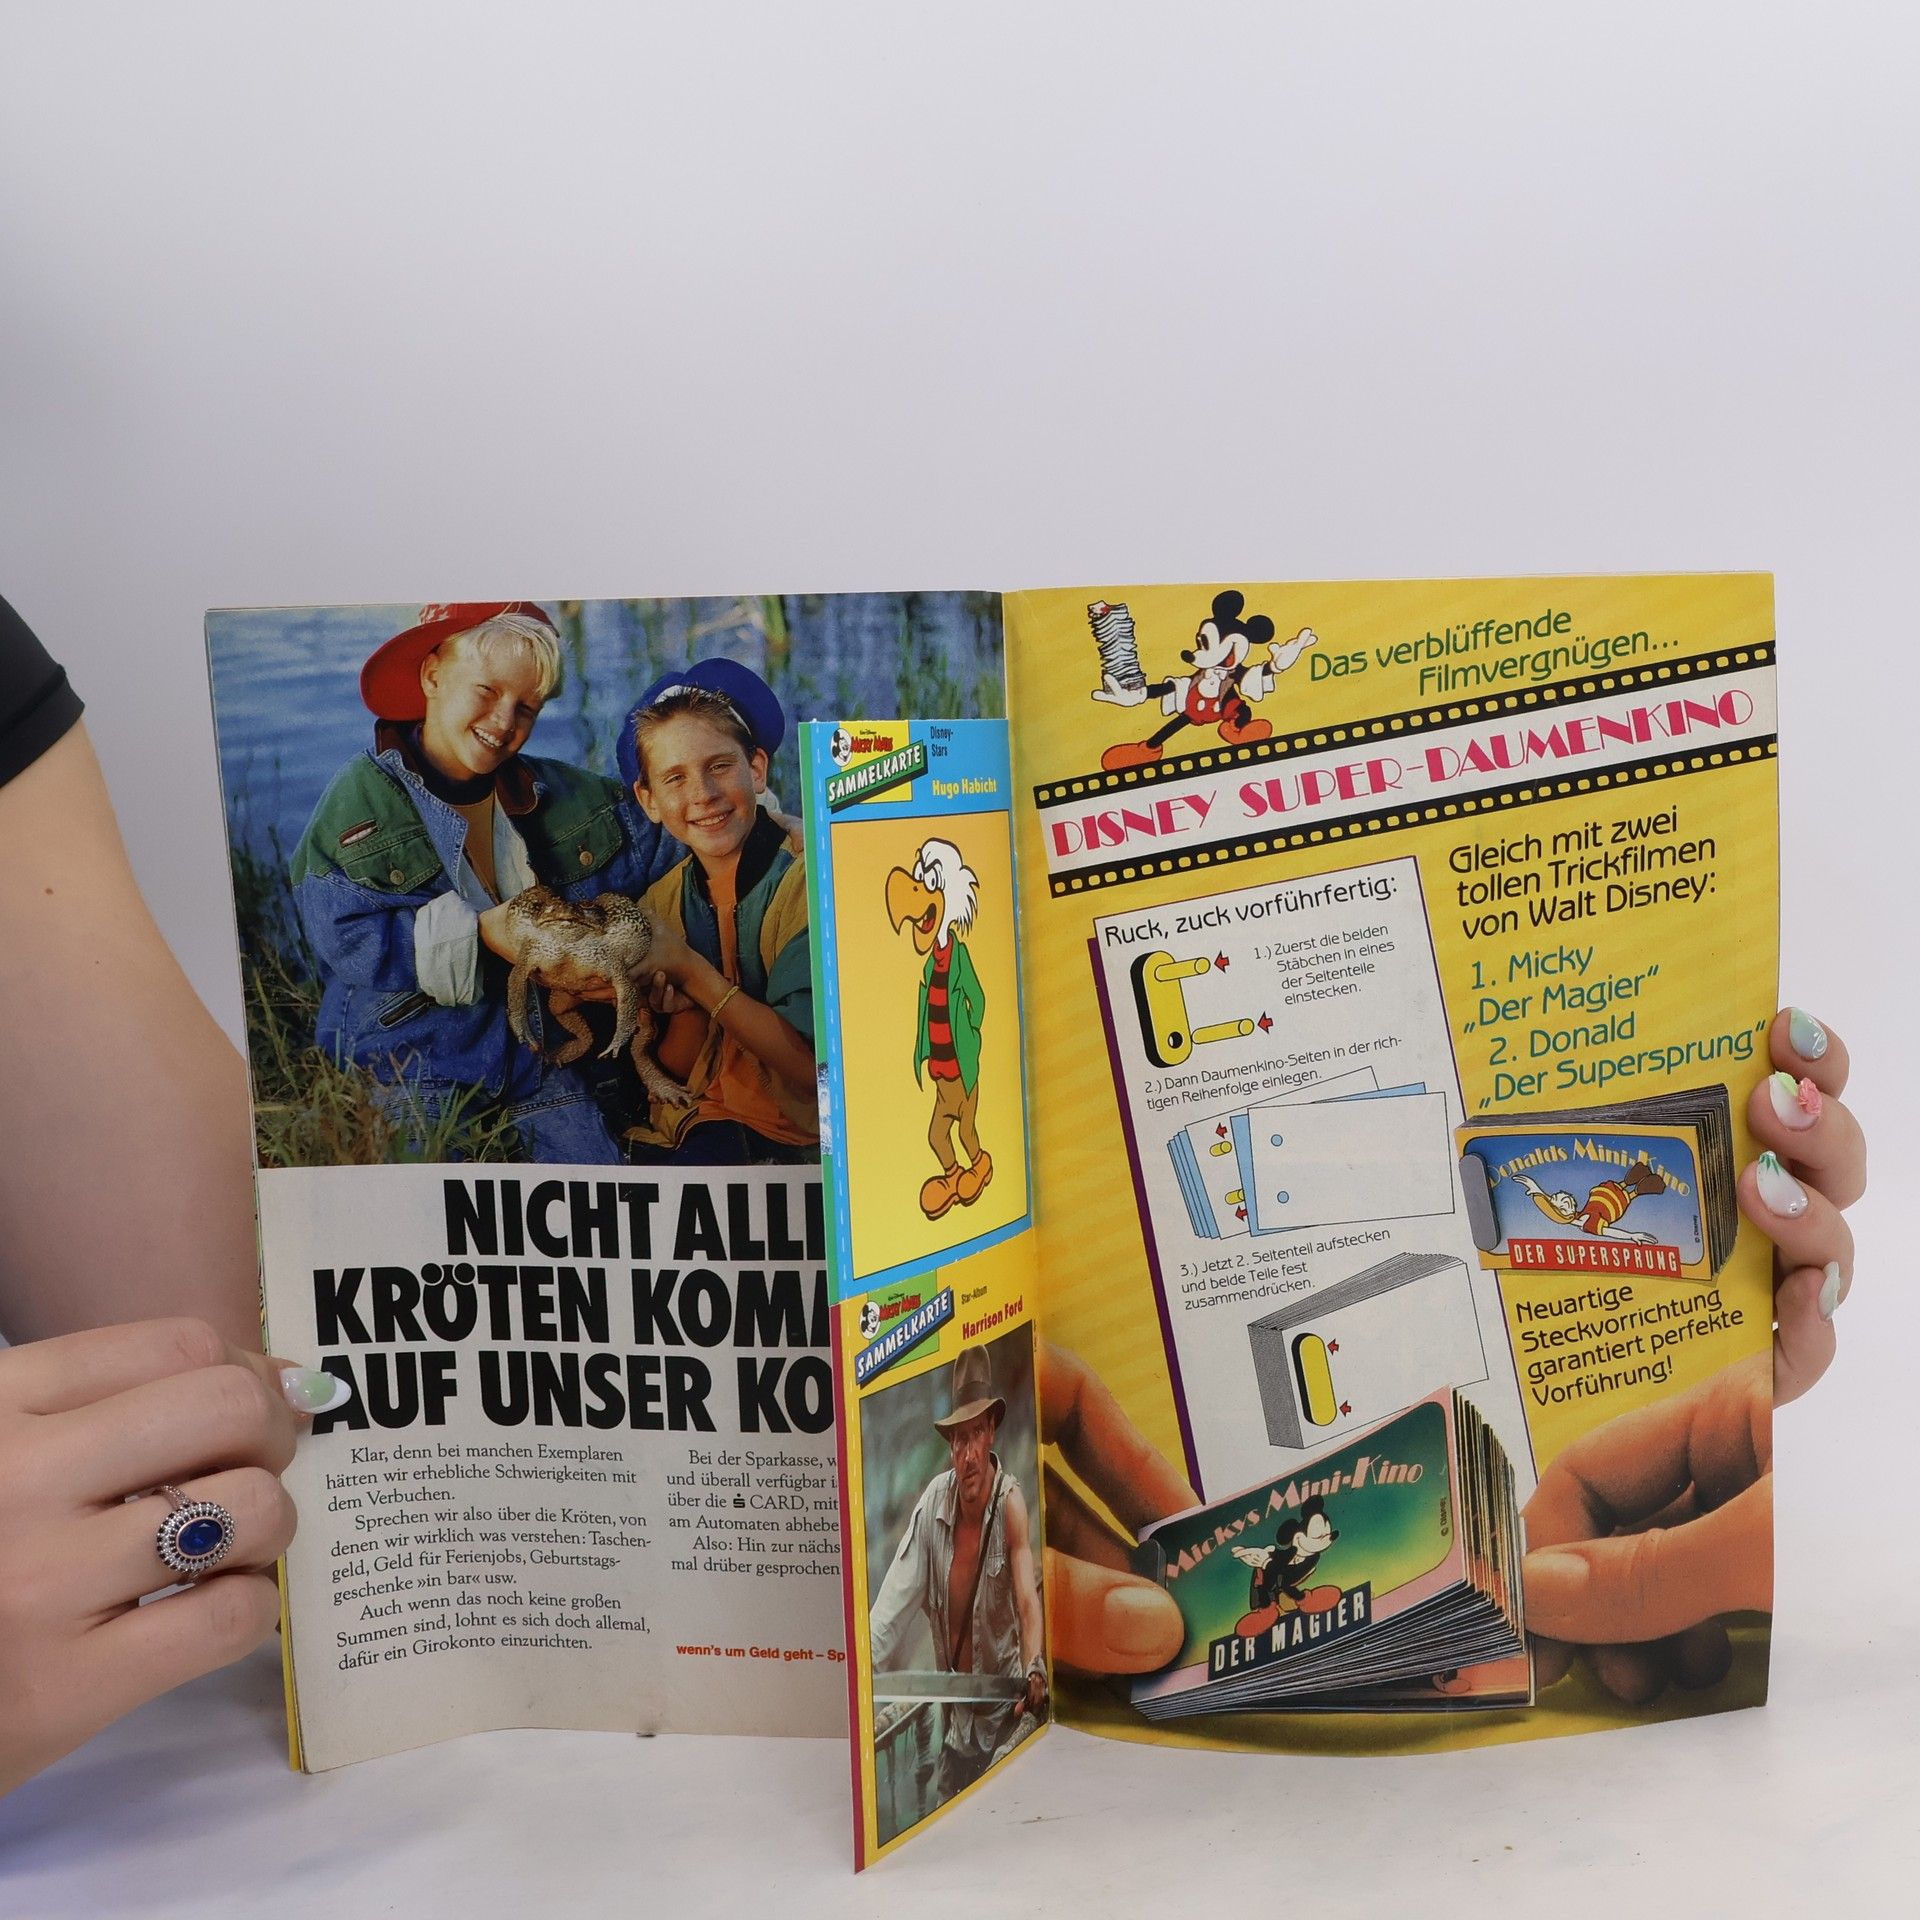 NICHT ALL
KRÖTEN KOM
AUF UNSER KO
Klar, denn bei manchen Exemplaren
hätten wir erhebliche Schwierigkeiten mit
dem Verbuchen.
Sprechen wir also über die Kröten, von
denen wir wirklich was verstehen: Taschen-
geld, Geld für Ferienjobs, Geburtstags-
geschenke »in bar« usw.
Auch wenn das noch keine großen
Summen sind, lohnt es sich doch allemal,
dafür ein Girokonto einzurichten.
Bei der Sparkasse, w
und überall verfügbar i
über die CARD, mit
am Automaten abhebe
Also: Hin zur nächs
mal drüber gesprochen
wenn's um Geld geht – Sp
MICKY MAUS
SAMMELKARTE
Disney-
Stars
Hugo Habicht
MICKY MAUS
SAMMELKARTE
Star-Album
Harrison Ford
Das verblüffende
Filmvergnügen...
DISNEY SUPER-DAUMENKINO
Gleich mit zwei
tollen Trickfilmen
von Walt Disney:
1. Micky
„Der Magier“
2. Donald
„Der Supersprung“
Ruck, zuck vorführfertig:
1.) Zuerst die beiden
Stäbchen in eines
der Seitenteile
einstecken.
2.) Dann Daumenkino-Seiten in der rich-
tigen Reihenfolge einlegen.
3.) Jetzt 2. Seitenteil aufstecken
und beide Teile fest
zusammendrücken.
Donalds Mini-Kino
© Disney
DER SUPERSPRUNG
Neuartige
Steckvorrichtung
garantiert perfekte
Vorführung!
Mickys Mini-Kino
© Disney
DER MAGIER